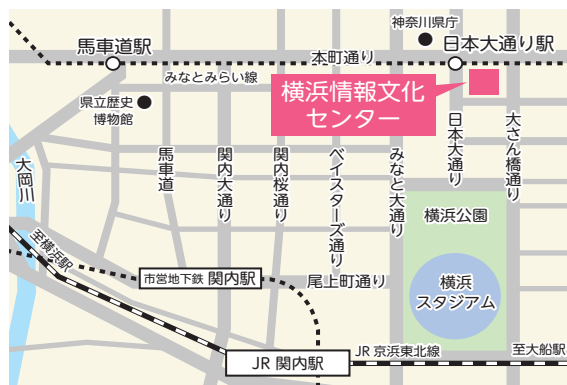 神奈川県庁
馬車道駅
日本大通り駅
本町通り
みなとみらい線
横浜情報文化
センター
県立歴史
博物館
大岡川
馬車道
関内大通り
関内桜通り
ベイスターズ通り
みなと大通り
日本大通り
大さん橋通り
横浜公園
至横浜駅
市営地下鉄 関内駅
尾上町通り
横浜
スタジアム
JR 関内駅
JR 京浜東北線
至大船駅